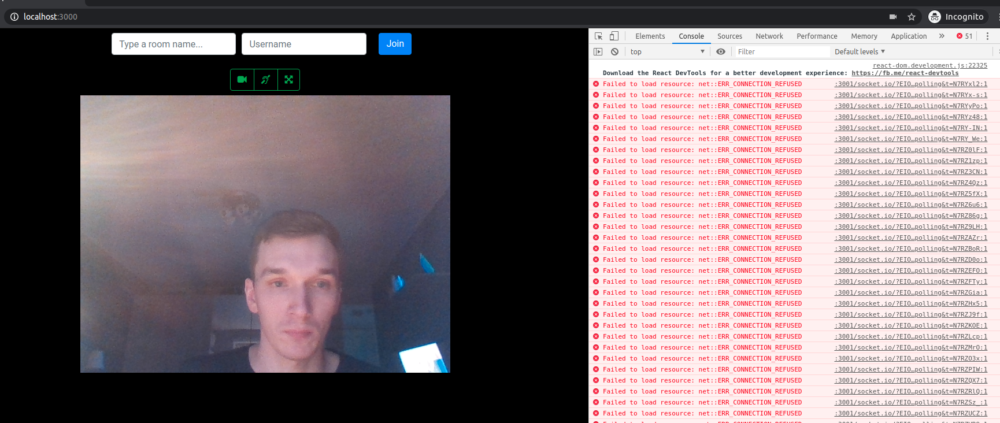 localhost:3000
Incognito
Type a room name...
Username
Join
Elements Console Sources Network Performance Memory Application » 51
top Filter Default levels
react-dom.development.js:22325
Download the React DevTools for a better development experience: https://fb.me/react-devtools
Failed to load resource: net::ERR_CONNECTION_REFUSED :3001/socket.io/?EIO…polling&t=N7RYxl2:1
Failed to load resource: net::ERR_CONNECTION_REFUSED :3001/socket.io/?EIO…polling&t=N7RYx-s:1
Failed to load resource: net::ERR_CONNECTION_REFUSED :3001/socket.io/?EIO…polling&t=N7RYyPo:1
Failed to load resource: net::ERR_CONNECTION_REFUSED :3001/socket.io/?EIO…polling&t=N7RYz48:1
Failed to load resource: net::ERR_CONNECTION_REFUSED :3001/socket.io/?EIO…polling&t=N7RY-IN:1
Failed to load resource: net::ERR_CONNECTION_REFUSED :3001/socket.io/?EIO…polling&t=N7RY_We:1
Failed to load resource: net::ERR_CONNECTION_REFUSED :3001/socket.io/?EIO…polling&t=N7RZ0lF:1
Failed to load resource: net::ERR_CONNECTION_REFUSED :3001/socket.io/?EIO…polling&t=N7RZ1zp:1
Failed to load resource: net::ERR_CONNECTION_REFUSED :3001/socket.io/?EIO…polling&t=N7RZ3CN:1
Failed to load resource: net::ERR_CONNECTION_REFUSED :3001/socket.io/?EIO…polling&t=N7RZ4Qz:1
Failed to load resource: net::ERR_CONNECTION_REFUSED :3001/socket.io/?EIO…polling&t=N7RZ5fX:1
Failed to load resource: net::ERR_CONNECTION_REFUSED :3001/socket.io/?EIO…polling&t=N7RZ6u6:1
Failed to load resource: net::ERR_CONNECTION_REFUSED :3001/socket.io/?EIO…polling&t=N7RZ86g:1
Failed to load resource: net::ERR_CONNECTION_REFUSED :3001/socket.io/?EIO…polling&t=N7RZ9LH:1
Failed to load resource: net::ERR_CONNECTION_REFUSED :3001/socket.io/?EIO…polling&t=N7RZAZr:1
Failed to load resource: net::ERR_CONNECTION_REFUSED :3001/socket.io/?EIO…polling&t=N7RZBoR:1
Failed to load resource: net::ERR_CONNECTION_REFUSED :3001/socket.io/?EIO…polling&t=N7RZD0o:1
Failed to load resource: net::ERR_CONNECTION_REFUSED :3001/socket.io/?EIO…polling&t=N7RZEFO:1
Failed to load resource: net::ERR_CONNECTION_REFUSED :3001/socket.io/?EIO…polling&t=N7RZFTy:1
Failed to load resource: net::ERR_CONNECTION_REFUSED :3001/socket.io/?EIO…polling&t=N7RZGia:1
Failed to load resource: net::ERR_CONNECTION_REFUSED :3001/socket.io/?EIO…polling&t=N7RZHx5:1
Failed to load resource: net::ERR_CONNECTION_REFUSED :3001/socket.io/?EIO…polling&t=N7RZJ9f:1
Failed to load resource: net::ERR_CONNECTION_REFUSED :3001/socket.io/?EIO…polling&t=N7RZKOE:1
Failed to load resource: net::ERR_CONNECTION_REFUSED :3001/socket.io/?EIO…polling&t=N7RZLcp:1
Failed to load resource: net::ERR_CONNECTION_REFUSED :3001/socket.io/?EIO…polling&t=N7RZMrO:1
Failed to load resource: net::ERR_CONNECTION_REFUSED :3001/socket.io/?EIO…polling&t=N7RZO3x:1
Failed to load resource: net::ERR_CONNECTION_REFUSED :3001/socket.io/?EIO…polling&t=N7RZPIW:1
Failed to load resource: net::ERR_CONNECTION_REFUSED :3001/socket.io/?EIO…polling&t=N7RZQX7:1
Failed to load resource: net::ERR_CONNECTION_REFUSED :3001/socket.io/?EIO…polling&t=N7RZRlQ:1
Failed to load resource: net::ERR_CONNECTION_REFUSED :3001/socket.io/?EIO…polling&t=N7RZSz_:1
Failed to load resource: net::ERR_CONNECTION_REFUSED :3001/socket.io/?EIO…polling&t=N7RZUCZ:1